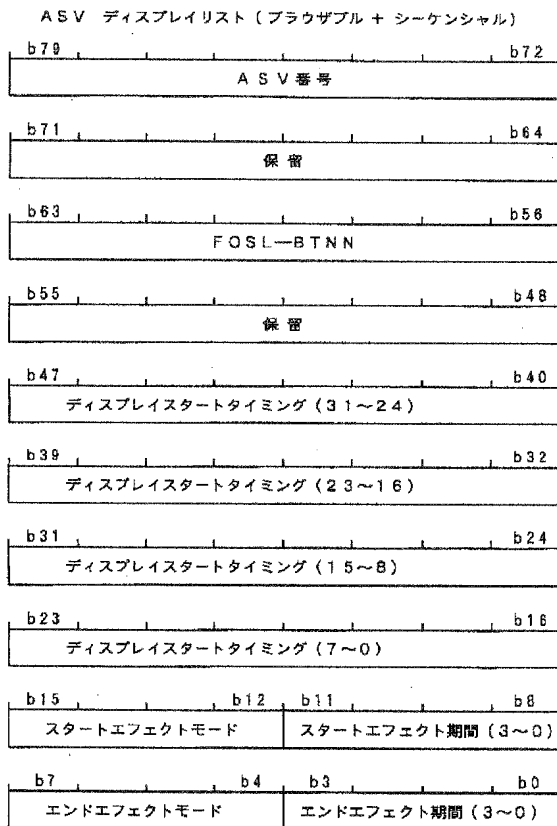 ASV ディスプレイリスト (ブラウザブル + シーケンシャル)
b79 b72
ASV番号
b71 b64
保留
b63 b56
FOSL—BTNN
b55 b48
保留
b47 b40
ディスプレイスタートタイミング (31~24)
b39 b32
ディスプレイスタートタイミング (23~16)
b31 b24
ディスプレイスタートタイミング (15~8)
b23 b16
ディスプレイスタートタイミング (7~0)
b15 b12 b11 b8
スタートエフェクトモード スタートエフェクト期間 (3~0)
b7 b4 b3 b0
エンドエフェクトモード エンドエフェクト期間 (3~0)